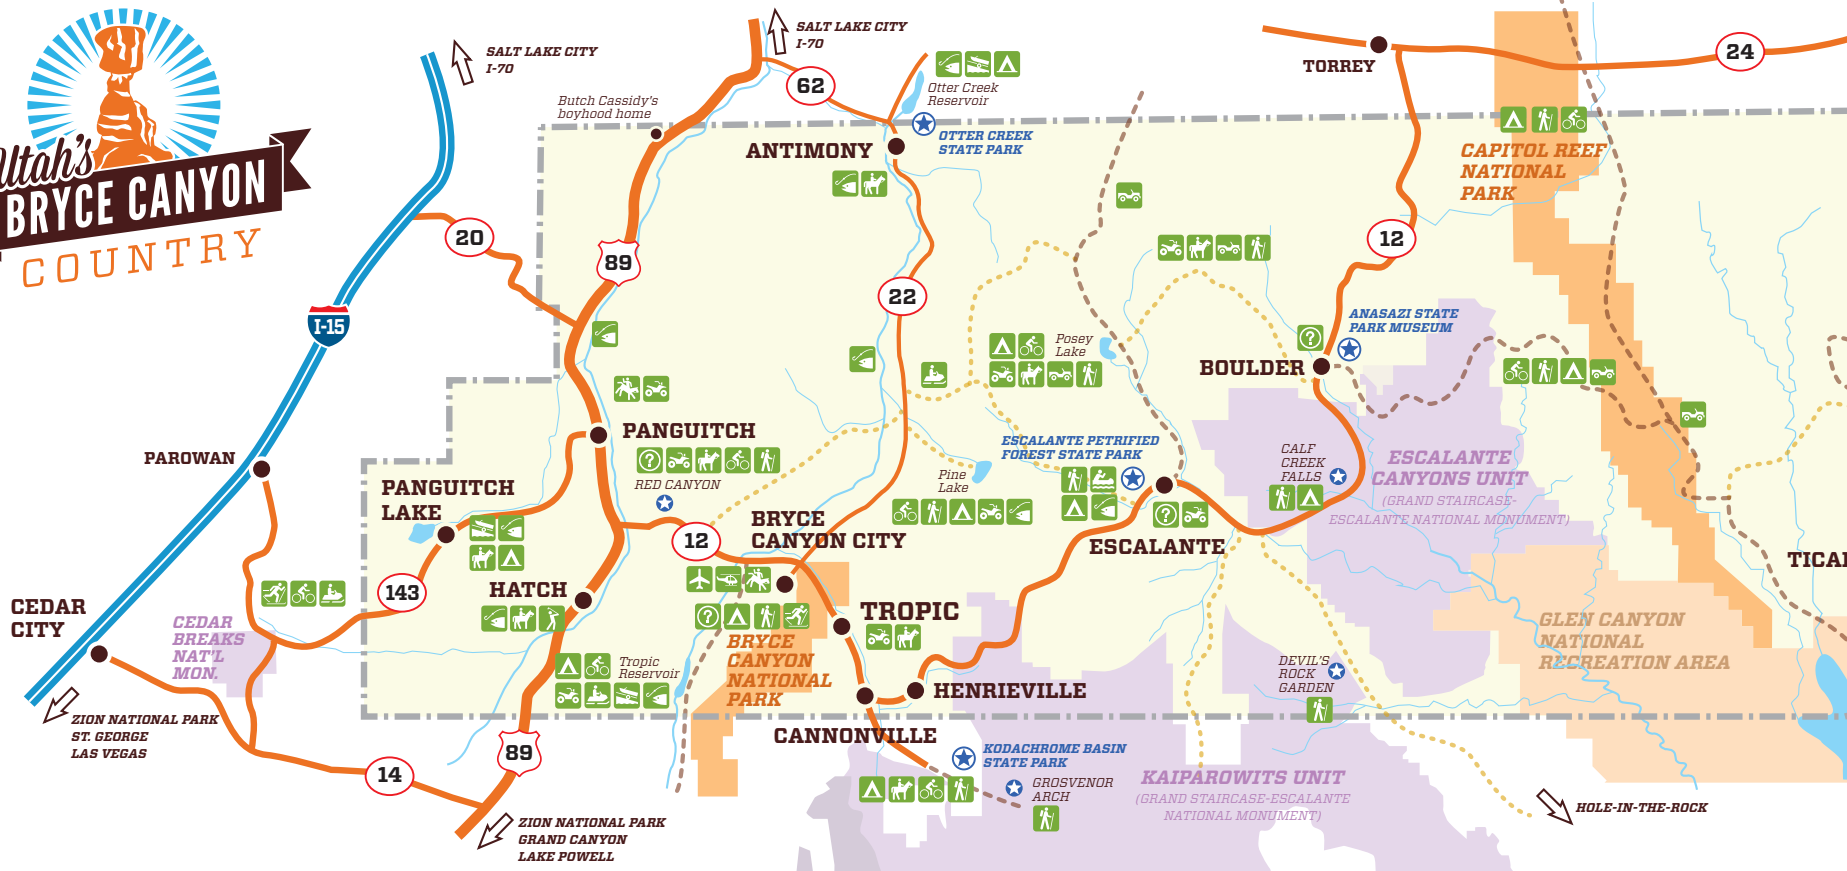 Utah's
BRYCE CANYON
COUNTRY
SALT LAKE CITY
I-70
SALT LAKE CITY
I-70
62
Otter Creek
Reservoir
TORREY
24
Butch Cassidy's
boyhood home
OTTER CREEK
STATE PARK
ANTIMONY
CAPITOL REEF
NATIONAL
PARK
20
89
12
22
I-15
ANASAZI STATE
PARK MUSEUM
Posey
Lake
BOULDER
?
PANGUITCH
?
RED CANYON
PAROWAN
ESCALANTE PETRIFIED
FOREST STATE PARK
CALF
CREEK
FALLS
ESCALANTE
CANYONS UNIT
(GRAND STAIRCASE-
ESCALANTE NATIONAL MONUMENT)
PANGUITCH
LAKE
Pine
Lake
BRYCE
CANYON CITY
12
?
ESCALANTE
TICA
HATCH
143
CEDAR
CITY
CEDAR
BREAKS
NAT'L
MON.
?
TROPIC
BRYCE
CANYON
NATIONAL
PARK
GLEN CANYON
NATIONAL
RECREATION AREA
Tropic
Reservoir
DEVIL'S
ROCK
GARDEN
HENRIEVILLE
CANNONVILLE
ZION NATIONAL PARK
ST. GEORGE
LAS VEGAS
89
14
KODACHROME BASIN
STATE PARK
GROSVENOR
ARCH
KAIPAROWITS UNIT
(GRAND STAIRCASE-ESCALANTE
NATIONAL MONUMENT)
HOLE-IN-THE-ROCK
ZION NATIONAL PARK
GRAND CANYON
LAKE POWELL